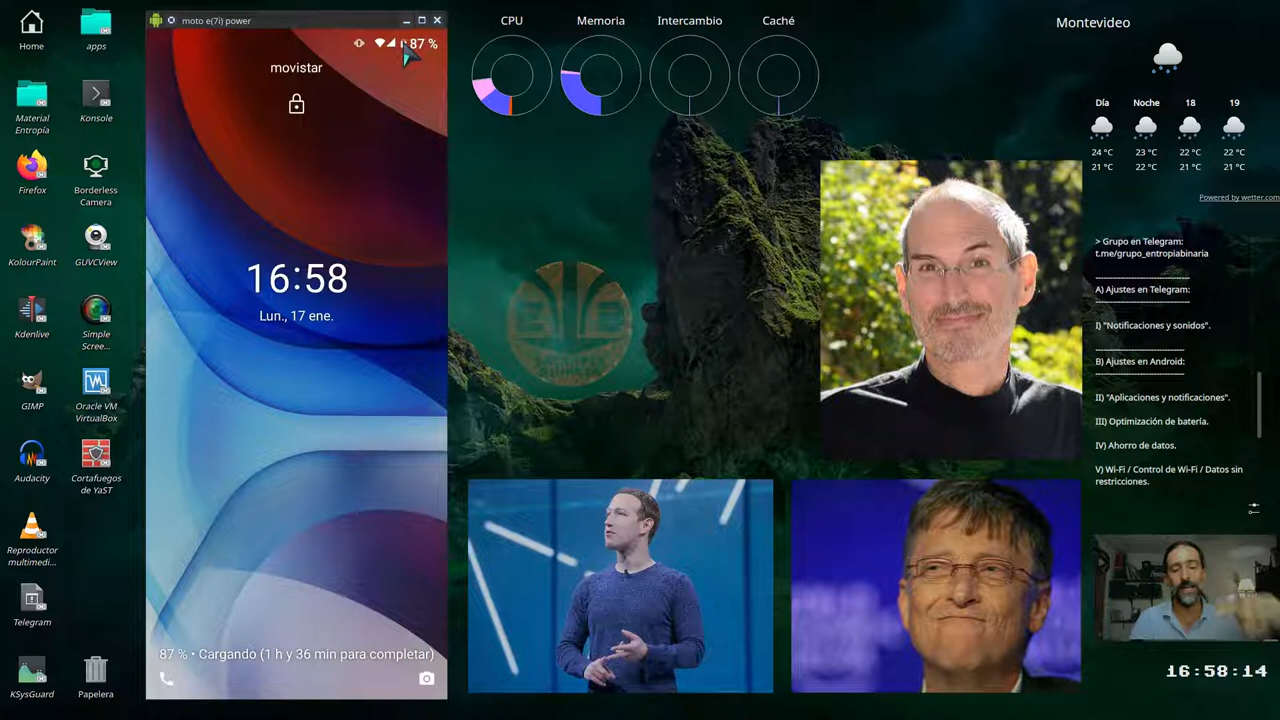 Home
apps
Material
Entropía
Konsole
Firefox
Borderless
Camera
KolourPaint
GUVCView
Kdenlive
Simple
Scree...
GIMP
Oracle VM
VirtualBox
Audacity
Cortafuegos
de YaST
Reproductor
multimedi...
Telegram
KSysGuard
Papelera
moto e(7i) power
87 %
movistar
16:58
Lun., 17 ene.
87 % • Cargando (1 h y 36 min para completar)
CPU
Memoria
Intercambio
Caché
Montevideo
Día
Noche
18
19
24 °C
23 °C
22 °C
22 °C
21 °C
22 °C
21 °C
21 °C
Powered by wetter.com
> Grupo en Telegram:
t.me/grupo_entropiabinaria
A) Ajustes en Telegram:
I) "Notificaciones y sonidos".
B) Ajustes en Android:
II) "Aplicaciones y notificaciones".
III) Optimización de batería.
IV) Ahorro de datos.
V) Wi-Fi / Control de Wi-Fi / Datos sin
restricciones.
16:58:14